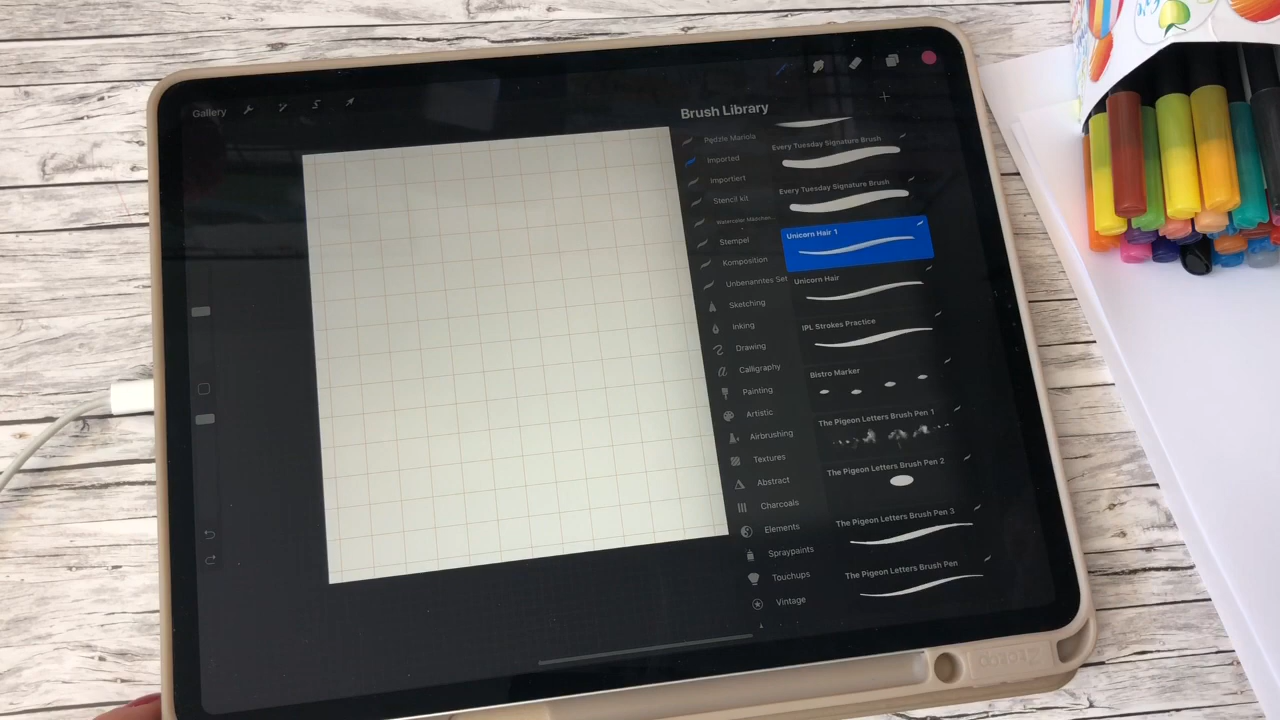 Gallery
Brush Library
Pędzle Mariola
Imported
Importiert
Stencil kit
Watercolor Mädchen...
Stempel
Komposition
Unbenanntes Set
Sketching
Inking
Drawing
Calligraphy
Painting
Artistic
Airbrushing
Textures
Abstract
Charcoals
Elements
Spraypaints
Touchups
Vintage
Every Tuesday Signature Brush
Every Tuesday Signature Brush
Unicorn Hair 1
Unicorn Hair
IPL Strokes Practice
Bistro Marker
The Pigeon Letters Brush Pen 1
The Pigeon Letters Brush Pen 2
The Pigeon Letters Brush Pen 3
The Pigeon Letters Brush Pen